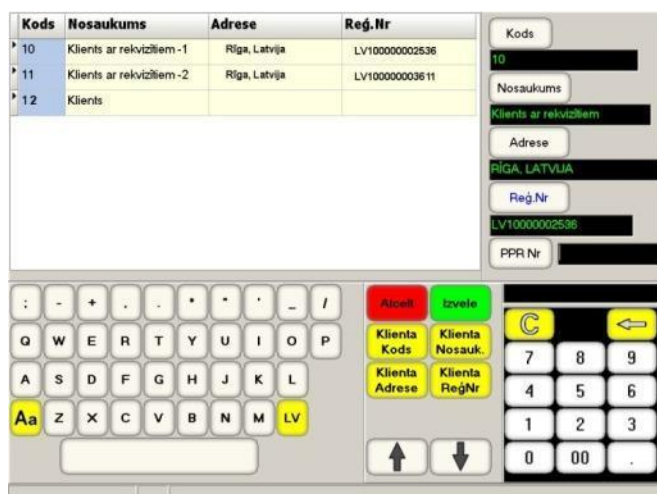 Kods Nosaukums Adrese Reģ.Nr
10 Klients ar rekvizītiem -1 Rīga, Latvija LV10000002536
11 Klients ar rekvizītiem -2 Rīga, Latvija LV100000003611
12 Klients
Kods
10
Nosaukums
Klients ar rekvizītiem
Adrese
RĪGA, LATVIJA
Reģ.Nr
LV10000002536
PPR Nr
Atcelt Izvele
Klienta Kods Klienta Nosauk.
Klienta Adrese Klienta ReģNr
Q W E R T Y U I O P
A S D F G H J K L
Aa Z X C V B N M LV
C
7 8 9
4 5 6
1 2 3
0 00 .